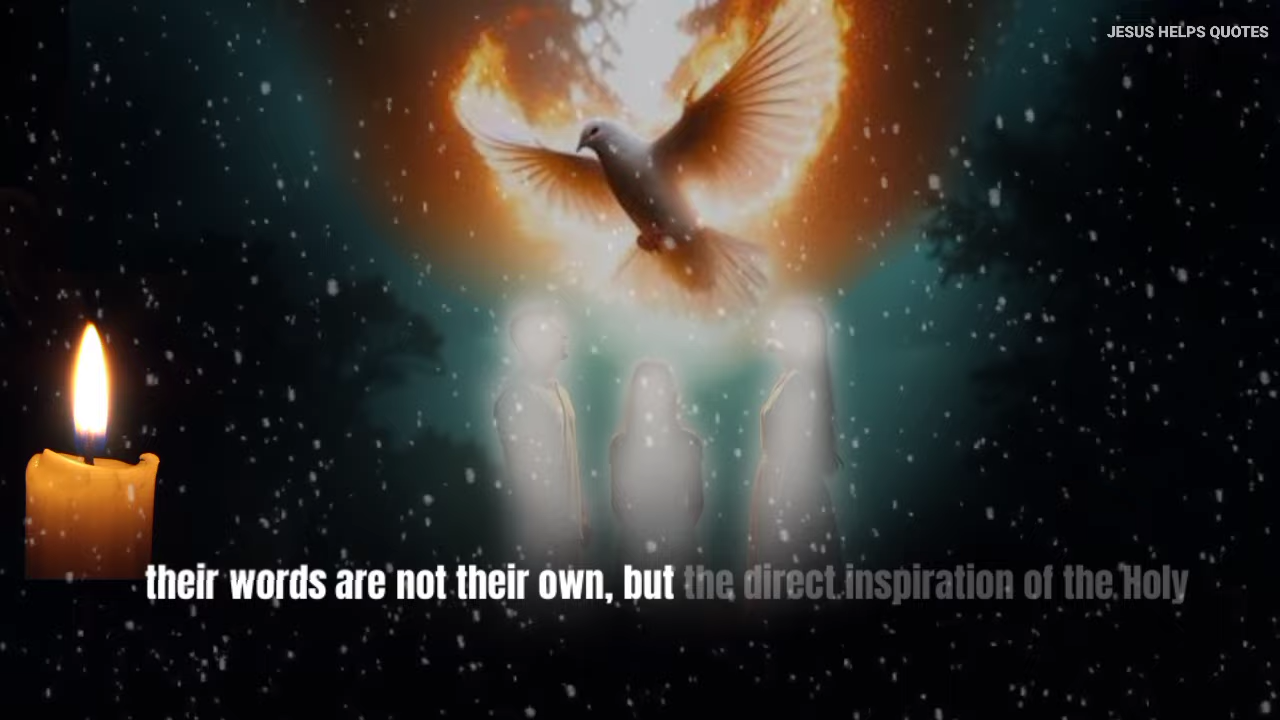 JESUS HELPS QUOTES
their words are not their own, but the direct inspiration of the Holy